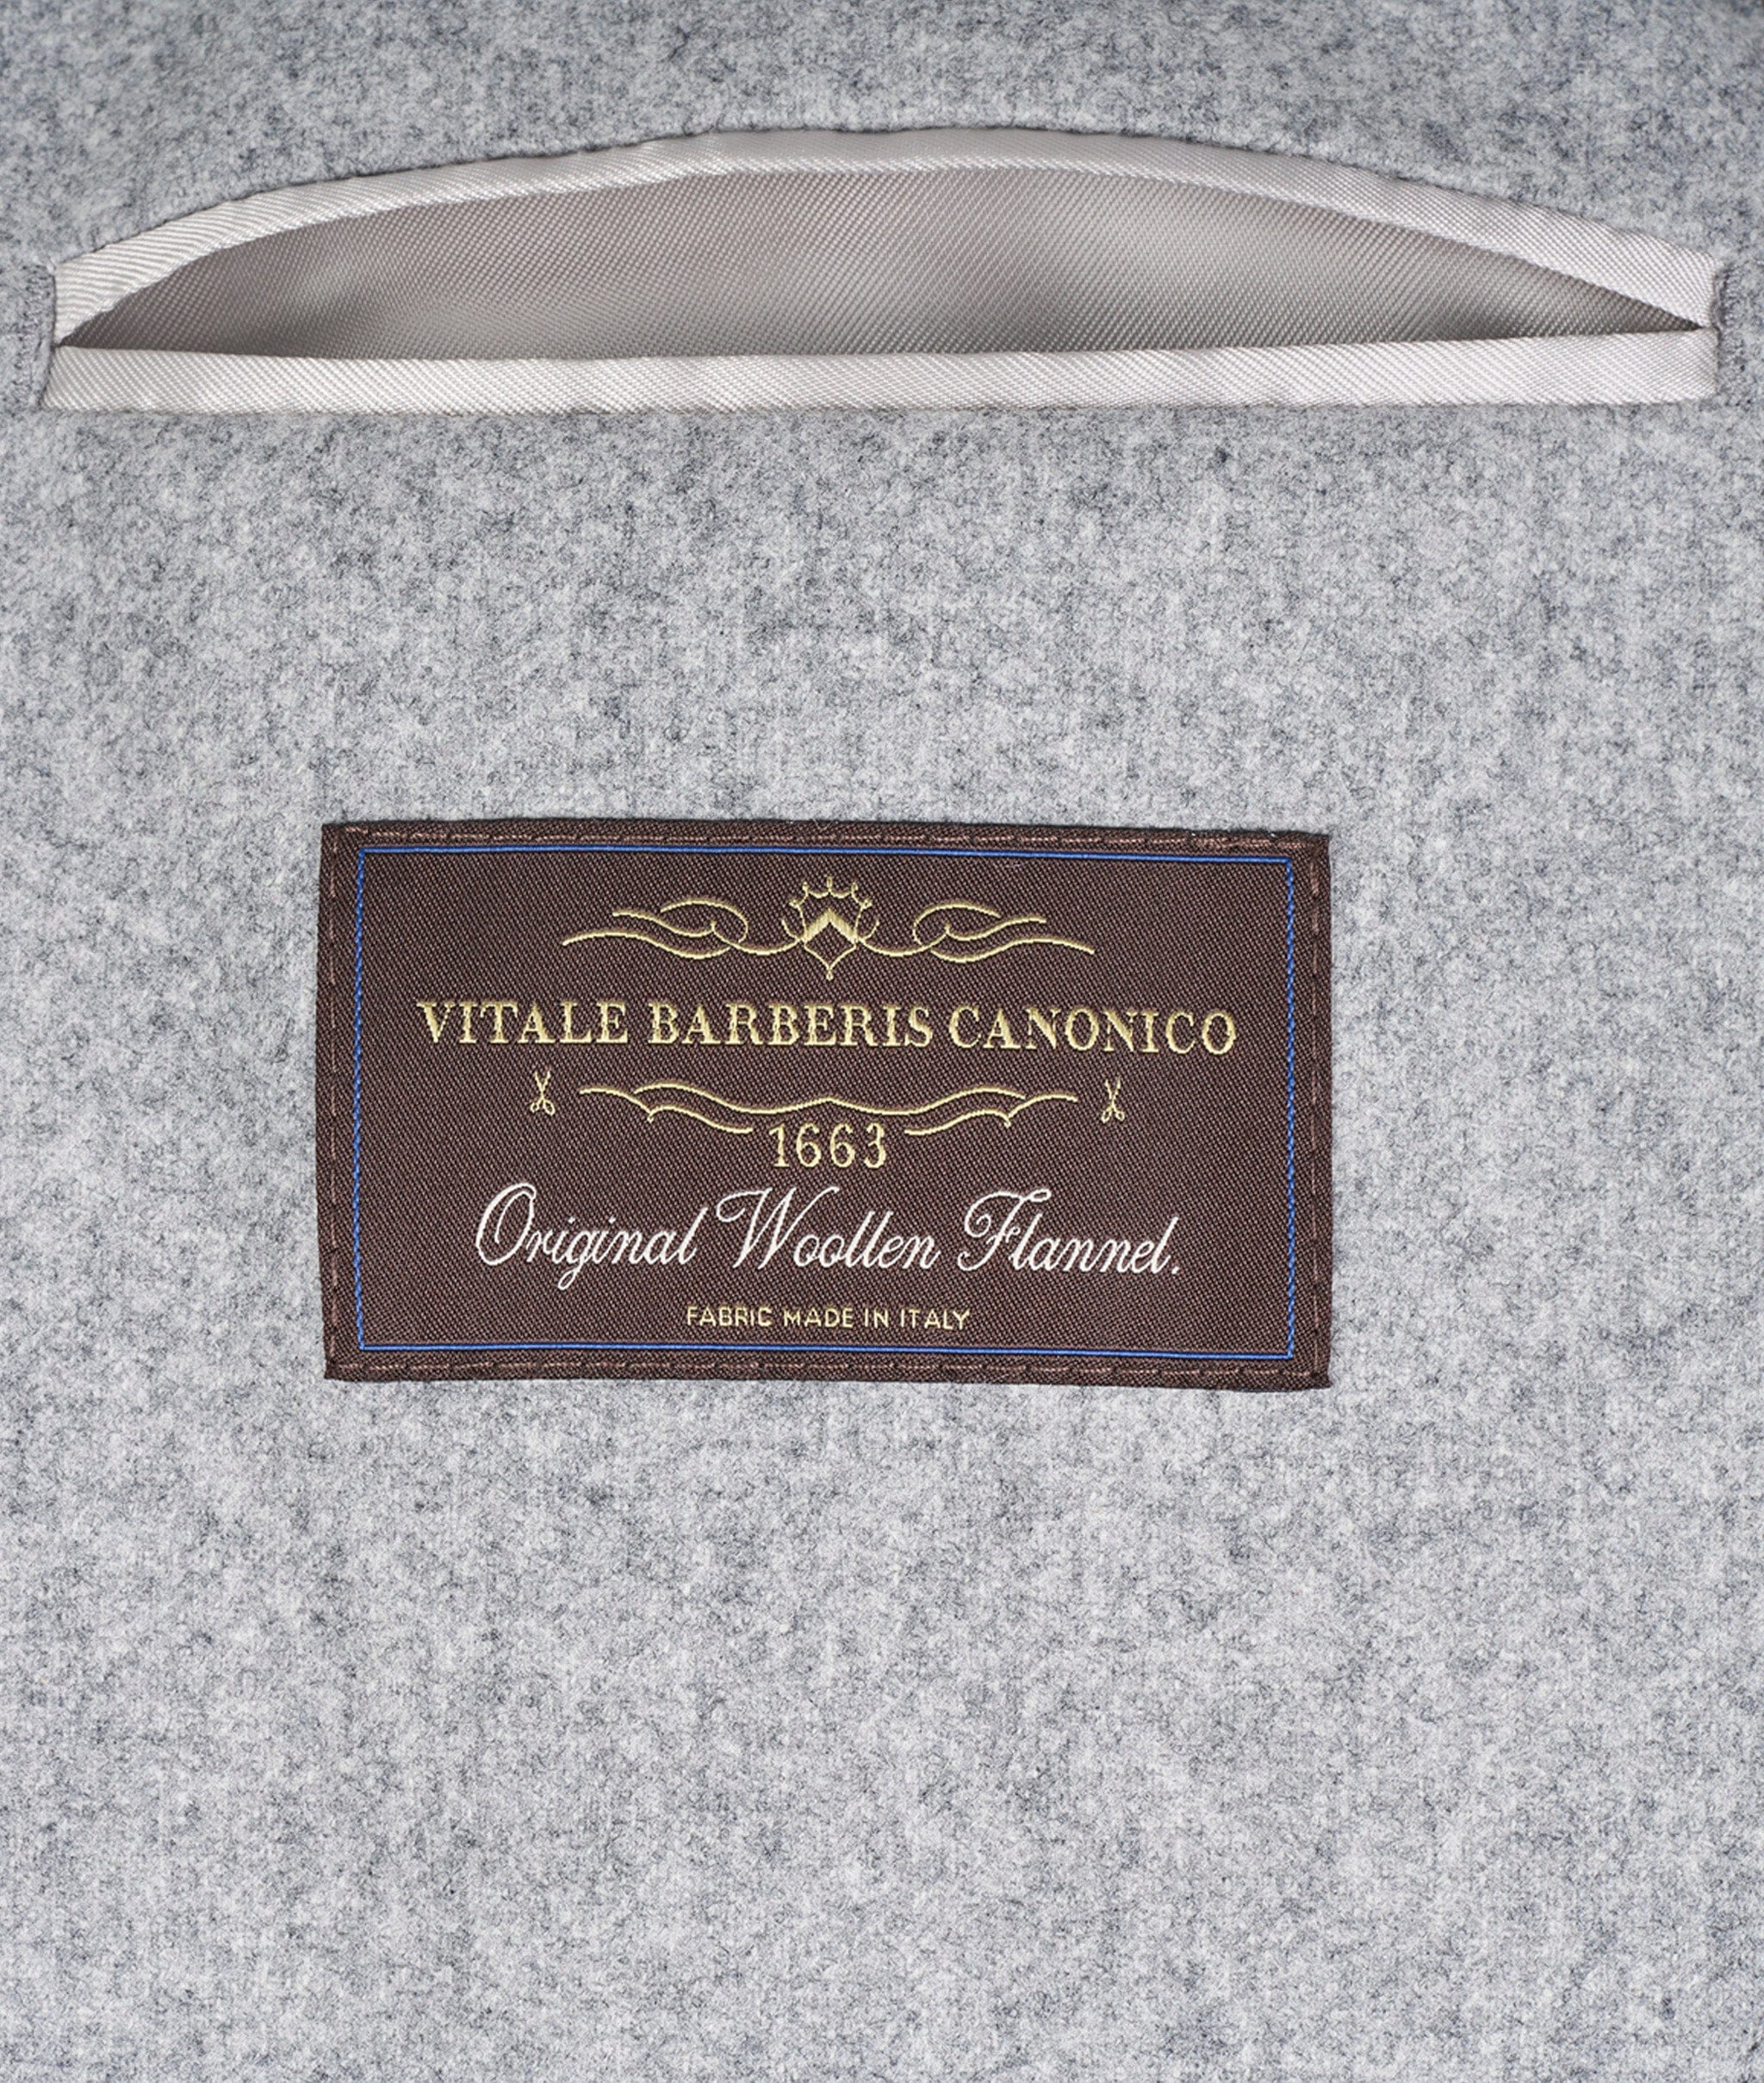 VITALE BARBERIS CANONICO
1663
Original Woollen Flannel.
FABRIC MADE IN ITALY